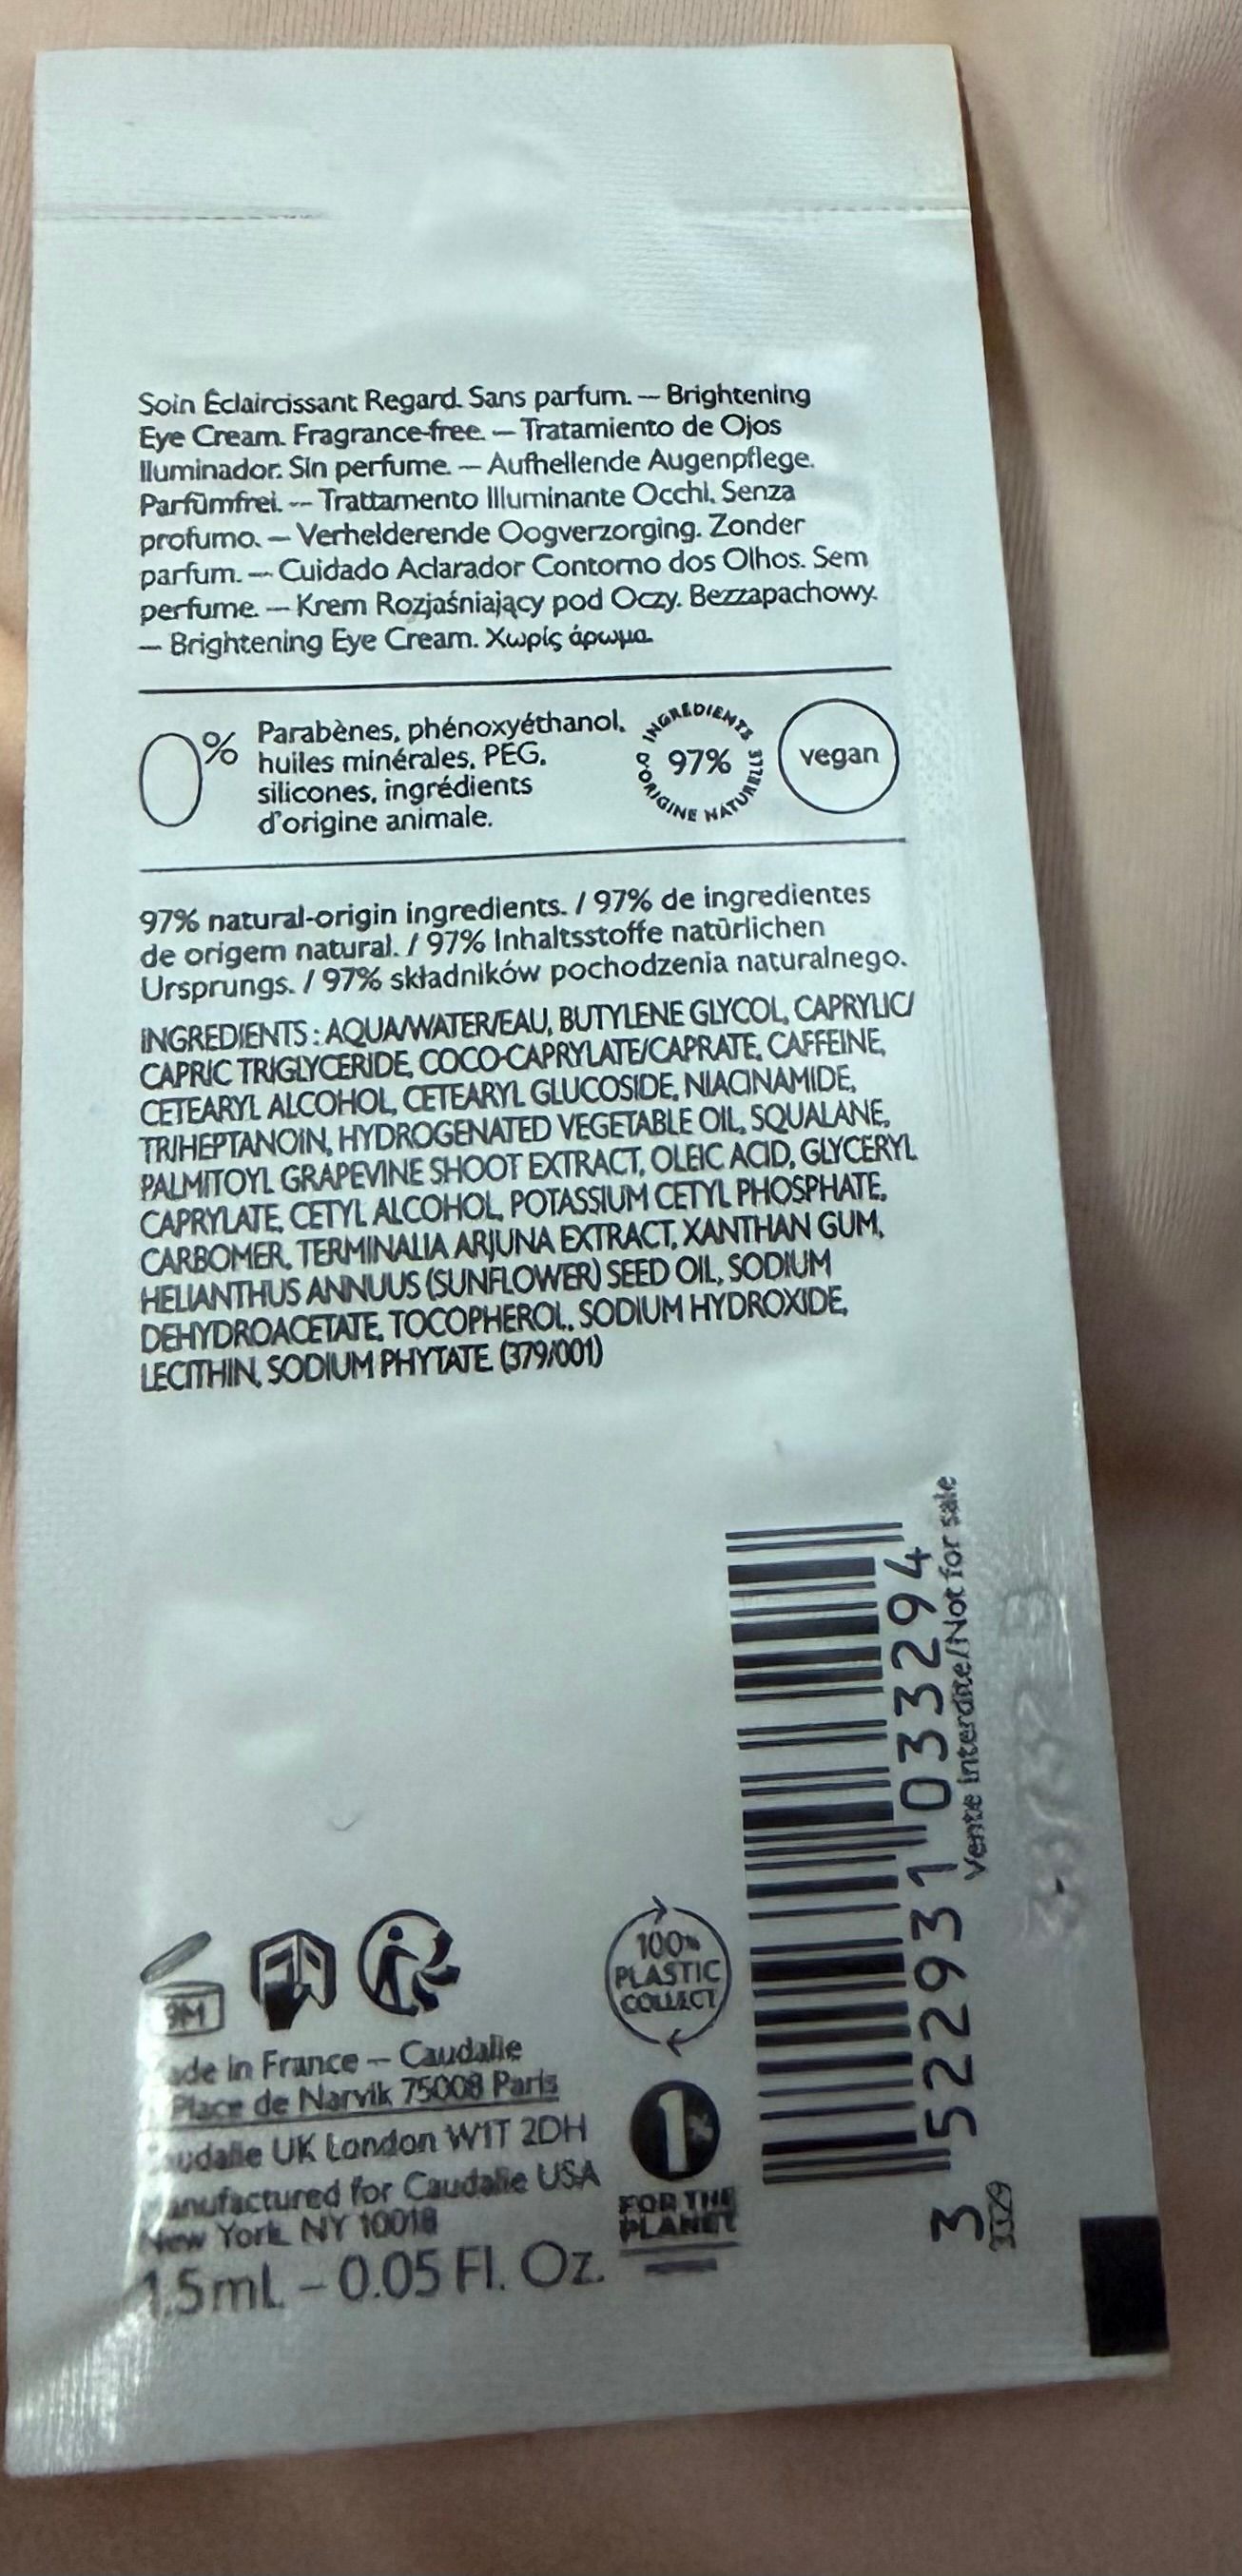 Soin Éclaircissant Regard. Sans parfum. — Brightening
Eye Cream. Fragrance-free. — Tratamiento de Ojos
Iluminador. Sin perfume. — Aufhellende Augenpflege.
Parfümfrei. -- Trattamento Illuminante Occhi. Senza
profumo. — Verhelderende Oogverzorging. Zonder
parfum. — Cuidado Aclarador Contorno dos Olhos. Sem
perfume. — Krem Rozjaśniający pod Oczy. Bezzapachowy.
— Brightening Eye Cream. Χωρίς άρωμα.
0% Parabènes, phénoxyéthanol,
huiles minérales, PEG,
silicones, ingrédients
d'origine animale.
INGRÉDIENTS D'ORIGINE NATURELLE
97%
vegan
97% natural-origin ingredients. / 97% de ingredientes
de origem natural. / 97% Inhaltsstoffe natürlichen
Ursprungs. / 97% składników pochodzenia naturalnego.
INGREDIENTS : AQUA/WATER/EAU, BUTYLENE GLYCOL, CAPRYLIC/
CAPRIC TRIGLYCERIDE, COCO-CAPRYLATE/CAPRATE, CAFFEINE,
CETEARYL ALCOHOL, CETEARYL GLUCOSIDE, NIACINAMIDE,
TRIHEPTANOIN, HYDROGENATED VEGETABLE OIL, SQUALANE,
PALMITOYL GRAPEVINE SHOOT EXTRACT, OLEIC ACID, GLYCERYL
CAPRYLATE, CETYL ALCOHOL, POTASSIUM CETYL PHOSPHATE,
CARBOMER, TERMINALIA ARJUNA EXTRACT, XANTHAN GUM,
HELIANTHUS ANNUUS (SUNFLOWER) SEED OIL, SODIUM
DEHYDROACETATE, TOCOPHEROL, SODIUM HYDROXIDE,
LECITHIN, SODIUM PHYTATE (379/001)
Vente interdite/Not for sale
3 522931 033294
3329
9M
100%
PLASTIC
COLLECT
ade in France — Caudalie
Place de Narvik 75008 Paris
udalie UK London W1T 2DH
anufactured for Caudalie USA
New York, NY 10018
1.5ml. – 0.05 Fl. Oz.
1%
FOR THE
PLANET